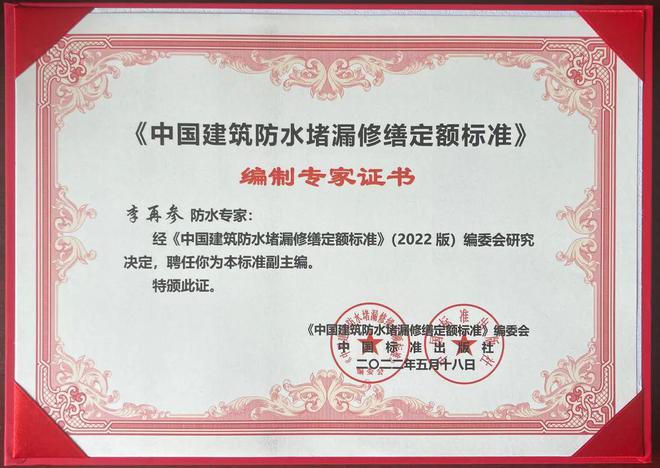 《中国建筑防水堵漏修缮定额标准》
编制专家证书
李再参 防水专家：
经《中国建筑防水堵漏修缮定额标准》（2022 版）编委会研究
决定，聘任你为本标准副主编。
特颁此证。
《中国建筑防水堵漏修缮定额标准》编委会
中国标准出版社
二〇二二年五月十八日